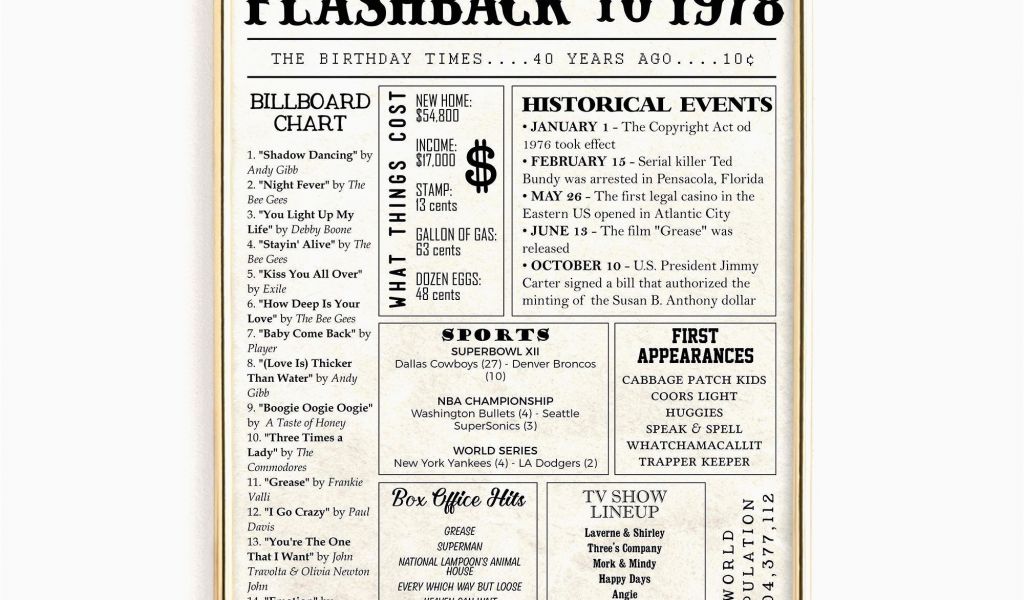 FLASHBACK TO 1978
THE BIRTHDAY TIMES....40 YEARS AGO....10¢
BILLBOARD
CHART
1. "Shadow Dancing" by
Andy Gibb
2. "Night Fever" by The
Bee Gees
3. "You Light Up My
Life" by Debby Boone
4. "Stayin' Alive" by The
Bee Gees
5. "Kiss You All Over"
by Exile
6. "How Deep Is Your
Love" by The Bee Gees
7. "Baby Come Back" by
Player
8. "(Love Is) Thicker
Than Water" by Andy
Gibb
9. "Boogie Oogie Oogie"
by A Taste of Honey
10. "Three Times a
Lady" by The
Commodores
11. "Grease" by Frankie
Valli
12. "I Go Crazy" by Paul
Davis
13. "You're The One
That I Want" by John
Travolta & Olivia Newton
John
14. "Emotion" by
WHAT THINGS COST
NEW HOME:
$54,800
INCOME:
$17,000
$
STAMP:
13 cents
GALLON OF GAS:
63 cents
DOZEN EGGS:
48 cents
HISTORICAL EVENTS
• JANUARY 1 - The Copyright Act od
1976 took effect
• FEBRUARY 15 - Serial killer Ted
Bundy was arrested in Pensacola, Florida
• MAY 26 - The first legal casino in the
Eastern US opened in Atlantic City
• JUNE 13 - The film "Grease" was
released
• OCTOBER 10 - U.S. President Jimmy
Carter signed a bill that authorized the
minting of the Susan B. Anthony dollar
SPORTS
SUPERBOWL XII
Dallas Cowboys (27) - Denver Broncos
(10)
NBA CHAMPIONSHIP
Washington Bullets (4) - Seattle
SuperSonics (3)
WORLD SERIES
New York Yankees (4) - LA Dodgers (2)
FIRST
APPEARANCES
CABBAGE PATCH KIDS
COORS LIGHT
HUGGIES
SPEAK & SPELL
WHATCHAMACALLIT
TRAPPER KEEPER
Box Office Hits
GREASE
SUPERMAN
NATIONAL LAMPOON'S ANIMAL
HOUSE
EVERY WHICH WAY BUT LOOSE
HEAVEN CAN WAIT
TV SHOW
LINEUP
Laverne & Shirley
Three's Company
Mork & Mindy
Happy Days
Angie
WORLD
PULATION
04,377,112